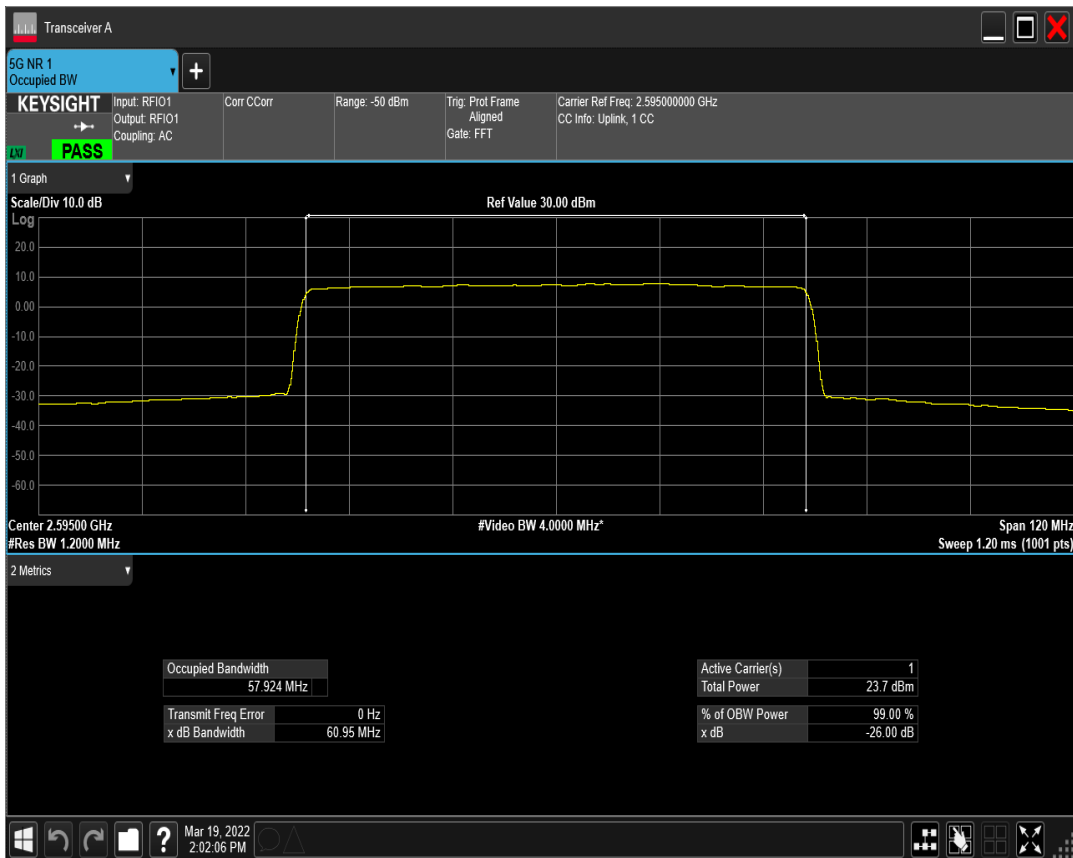 Transceiver A
5G NR 1
Occupied BW
KEYSIGHT
Input: RFIO1
Output: RFIO1
Coupling: AC
Corr CCorr
Range: -50 dBm
Trig: Prot Frame
Aligned
Gate: FFT
Carrier Ref Freq: 2.595000000 GHz
CC Info: Uplink, 1 CC
LXI
PASS
1 Graph
Scale/Div 10.0 dB
Ref Value 30.00 dBm
Log
20.0
10.0
0.00
-10.0
-20.0
-30.0
-40.0
-50.0
-60.0
Center 2.59500 GHz
#Video BW 4.0000 MHz*
Span 120 MHz
#Res BW 1.2000 MHz
Sweep 1.20 ms (1001 pts)
2 Metrics
Occupied Bandwidth
57.924 MHz
Transmit Freq Error 0 Hz
x dB Bandwidth 60.95 MHz
Active Carrier(s) 1
Total Power 23.7 dBm
% of OBW Power 99.00 %
x dB -26.00 dB
Mar 19, 2022
2:02:06 PM